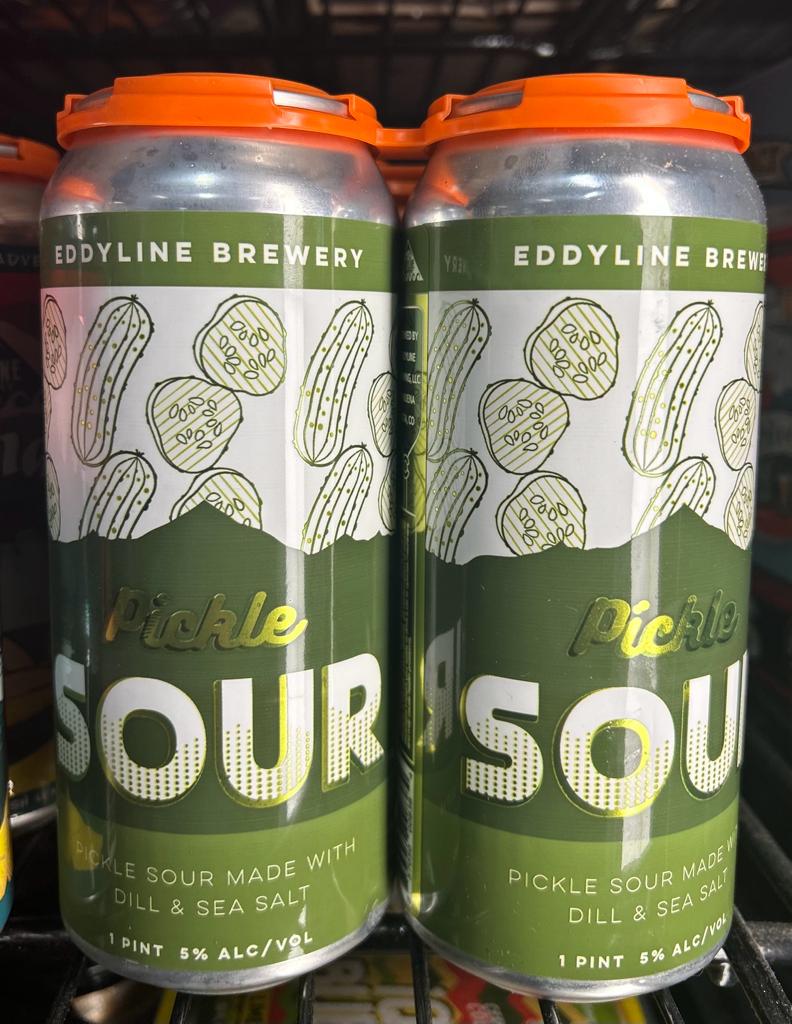 EDDYLINE BREWERY
Pickle
SOUR
PICKLE SOUR MADE WITH
DILL & SEA SALT
1 PINT 5% ALC/VOL
EDDYLINE BREWER
Pickle
SOU
PICKLE SOUR MADE
DILL & SEA SALT
1 PINT 5% ALC/VOL